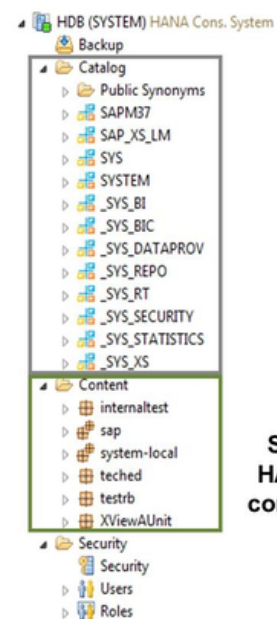 HDB (SYSTEM) HANA Cons. System
Backup
Catalog
Public Synonyms
SAPM37
SAP_XS_LM
SYS
SYSTEM
_SYS_BI
_SYS_BIC
_SYS_DATAPROV
_SYS_REPO
_SYS_RT
_SYS_SECURITY
_SYS_STATISTICS
_SYS_XS
Content
internaltest
sap
system-local
teched
testrb
XViewAUnit
Security
Security
Users
Roles